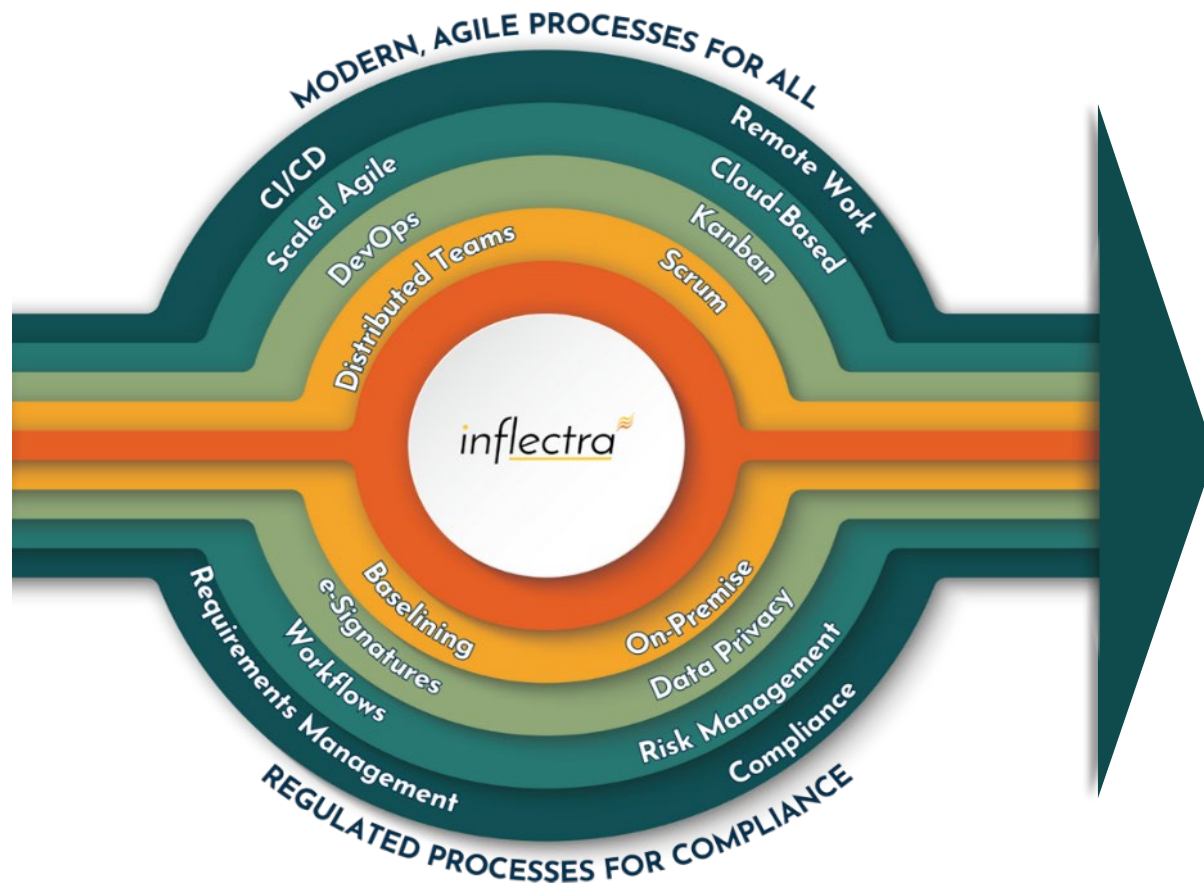 MODERN, AGILE PROCESSES FOR ALL
CI/CD
Remote Work
Scaled Agile
Cloud-Based
DevOps
Kanban
Distributed Teams
Scrum
inflectra
Baselining
On-Premise
e-Signatures
Data Privacy
Workflows
Risk Management
Requirements Management
Compliance
REGULATED PROCESSES FOR COMPLIANCE